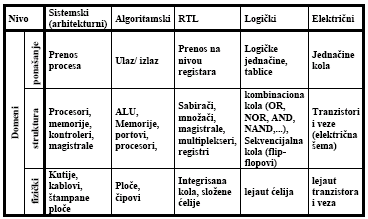 Nivo
Sistemski
(arhitekturni)
Algoritamski
RTL
Logički
Električni
Domeni
ponašanje
Prenos
procesa
Ulaz/ izlaz
Prenos na
nivou
registara
Logičke
jednačine,
tablice
Jednačine
kola
struktura
Procesori,
memorije,
kontroleri,
magistrale
ALU,
Memorije,
portovi,
procesori,
Sabirači,
množači,
magistrale,
multiplekseri,
registri
kombinaciona
kola (OR,
NOR, AND,
NAND,...),
Sekvencijalna
kola (flip-
flopovi)
Tranzistori
i veze
(električna
šema)
fizički
Kutije,
kablovi,
štampane
ploče
Ploče,
čipovi
Integrisana
kola, složene
ćelije
lejaut ćelija
lejaut
tranzistora
i veza